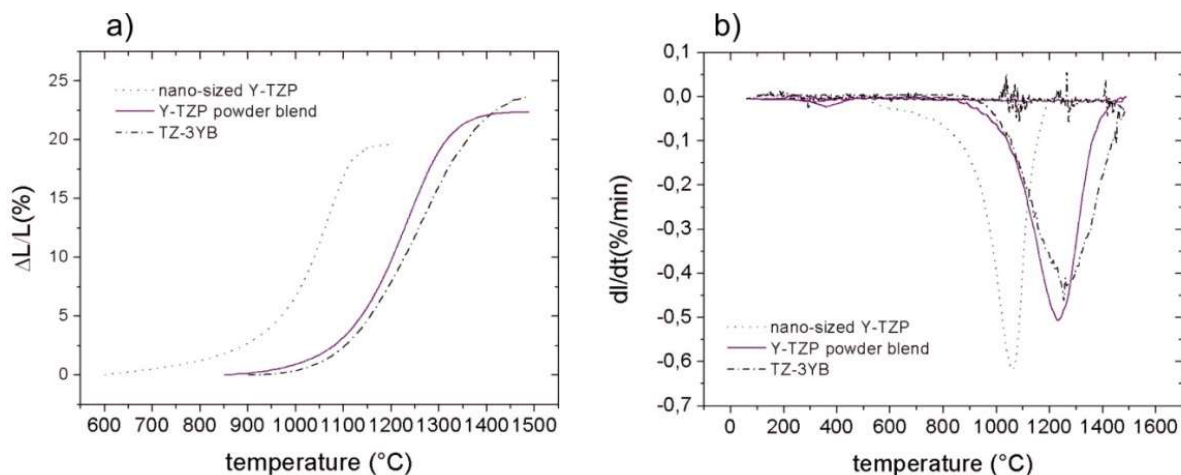 a)
25
20
15
10
5
0
ΔL/L(%)
nano-sized Y-TZP
Y-TZP powder blend
TZ-3YB
600 700 800 900 1000 1100 1200 1300 1400 1500
temperature (°C)
b)
0,1
0,0
-0,1
-0,2
-0,3
-0,4
-0,5
-0,6
-0,7
dl/dt(%/min)
nano-sized Y-TZP
Y-TZP powder blend
TZ-3YB
0 200 400 600 800 1000 1200 1400 1600
temperature (°C)